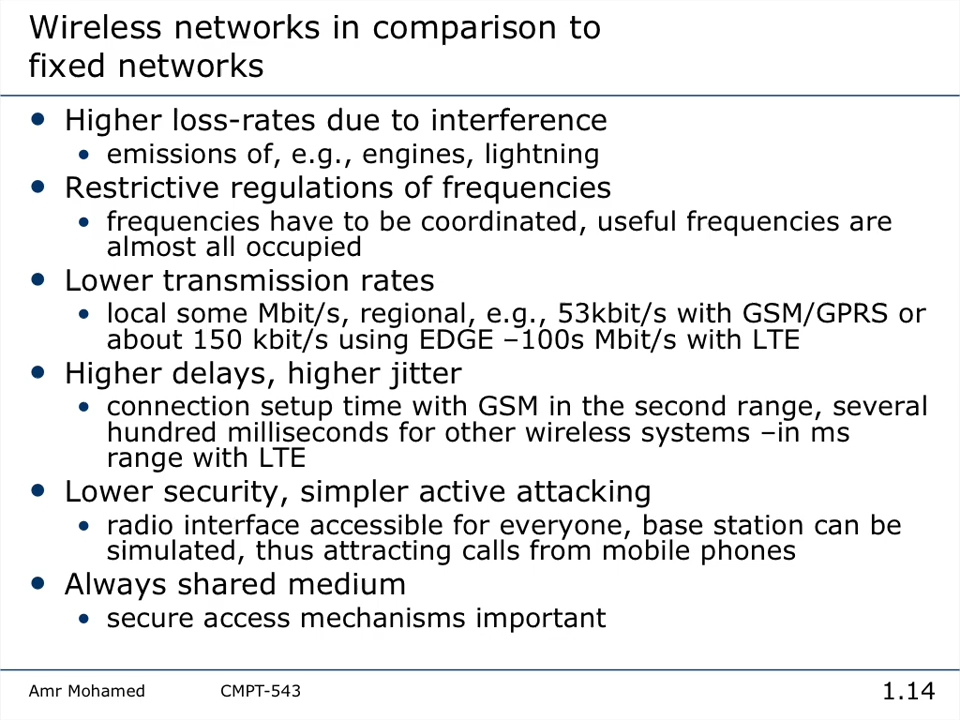 Wireless networks in comparison to
fixed networks
• Higher loss-rates due to interference
• emissions of, e.g., engines, lightning
• Restrictive regulations of frequencies
• frequencies have to be coordinated, useful frequencies are
almost all occupied
• Lower transmission rates
• local some Mbit/s, regional, e.g., 53kbit/s with GSM/GPRS or
about 150 kbit/s using EDGE –100s Mbit/s with LTE
• Higher delays, higher jitter
• connection setup time with GSM in the second range, several
hundred milliseconds for other wireless systems –in ms
range with LTE
• Lower security, simpler active attacking
• radio interface accessible for everyone, base station can be
simulated, thus attracting calls from mobile phones
• Always shared medium
• secure access mechanisms important
Amr Mohamed CMPT-543 1.14